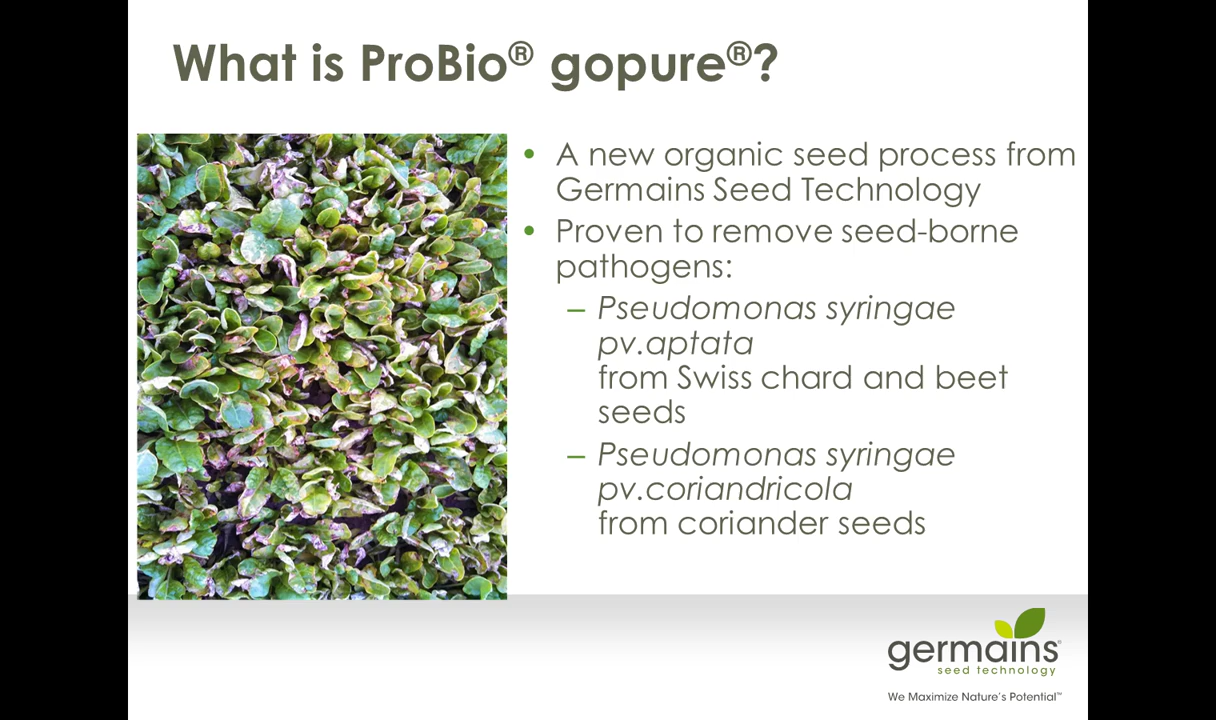 What is ProBio® gopure®?
• A new organic seed process from
Germains Seed Technology
• Proven to remove seed-borne
pathogens:
– Pseudomonas syringae
pv.aptata
from Swiss chard and beet
seeds
– Pseudomonas syringae
pv.coriandricola
from coriander seeds
germains®
seed technology
We Maximize Nature's Potential™